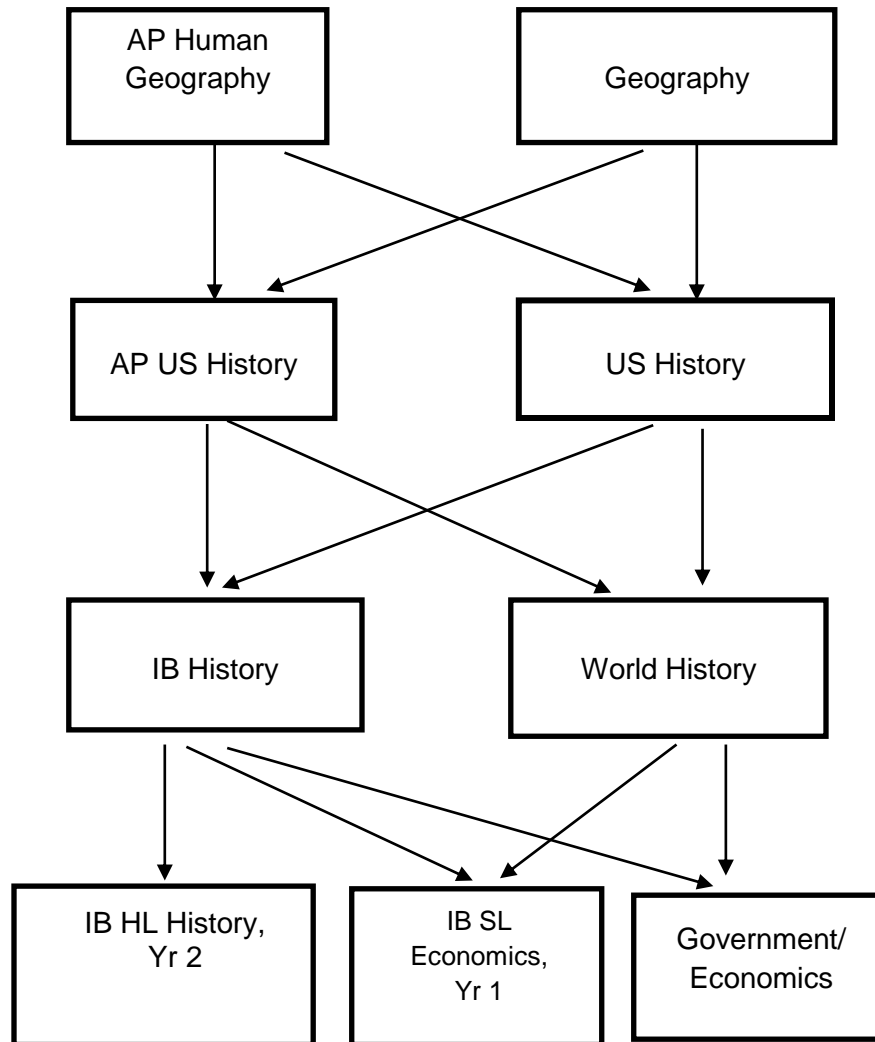 AP Human
Geography
Geography
AP US History
US History
IB History
World History
IB HL History,
Yr 2
IB SL
Economics,
Yr 1
Government/
Economics